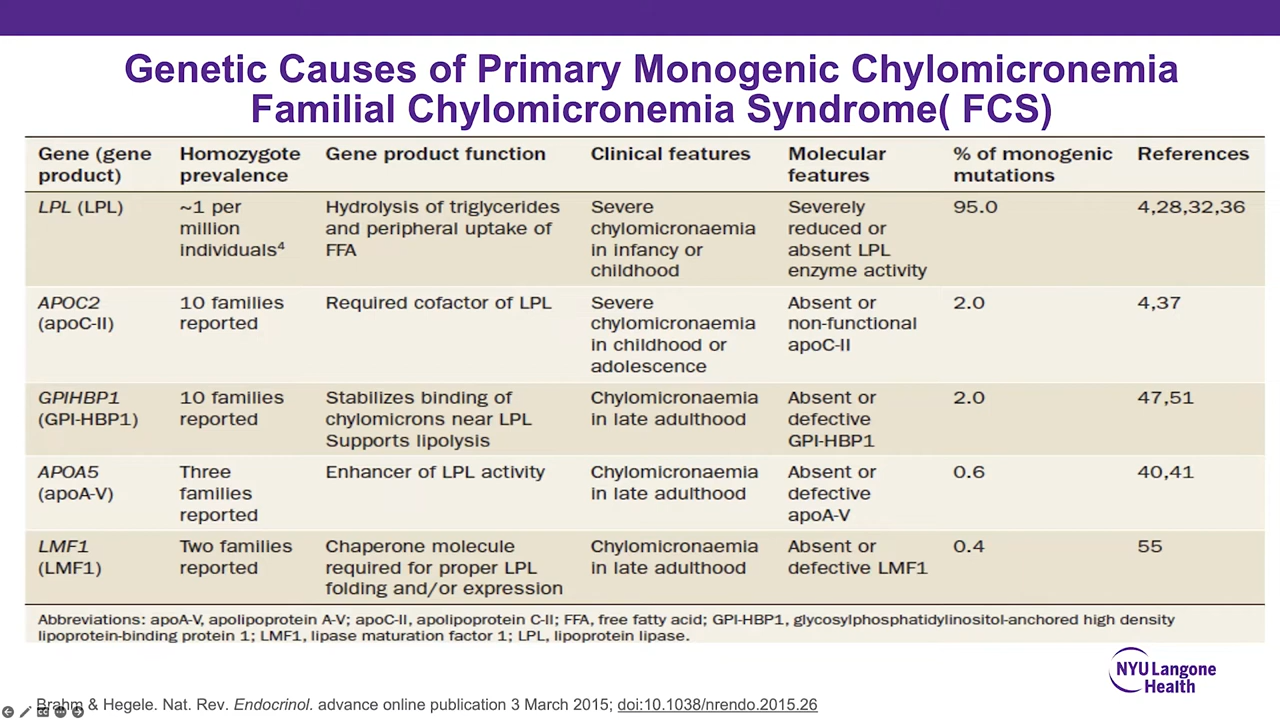 Genetic Causes of Primary Monogenic Chylomicronemia
Familial Chylomicronemia Syndrome( FCS)
Gene (gene product) Homozygote prevalence Gene product function Clinical features Molecular features % of monogenic mutations References
LPL (LPL) ~1 per million individuals⁴ Hydrolysis of triglycerides and peripheral uptake of FFA Severe chylomicronaemia in infancy or childhood Severely reduced or absent LPL enzyme activity 95.0 4,28,32,36
APOC2 (apoC-II) 10 families reported Required cofactor of LPL Severe chylomicronaemia in childhood or adolescence Absent or non-functional apoC-II 2.0 4,37
GPIHBP1 (GPI-HBP1) 10 families reported Stabilizes binding of chylomicrons near LPL Supports lipolysis Chylomicronaemia in late adulthood Absent or defective GPI-HBP1 2.0 47,51
APOA5 (apoA-V) Three families reported Enhancer of LPL activity Chylomicronaemia in late adulthood Absent or defective apoA-V 0.6 40,41
LMF1 (LMF1) Two families reported Chaperone molecule required for proper LPL folding and/or expression Chylomicronaemia in late adulthood Absent or defective LMF1 0.4 55
Abbreviations: apoA-V, apolipoprotein A-V; apoC-II, apolipoprotein C-II; FFA, free fatty acid; GPI-HBP1, glycosylphosphatidylinositol-anchored high density
lipoprotein-binding protein 1; LMF1, lipase maturation factor 1; LPL, lipoprotein lipase.
NYU Langone
Health
Brahm & Hegele. Nat. Rev. Endocrinol. advance online publication 3 March 2015; doi:10.1038/nrendo.2015.26